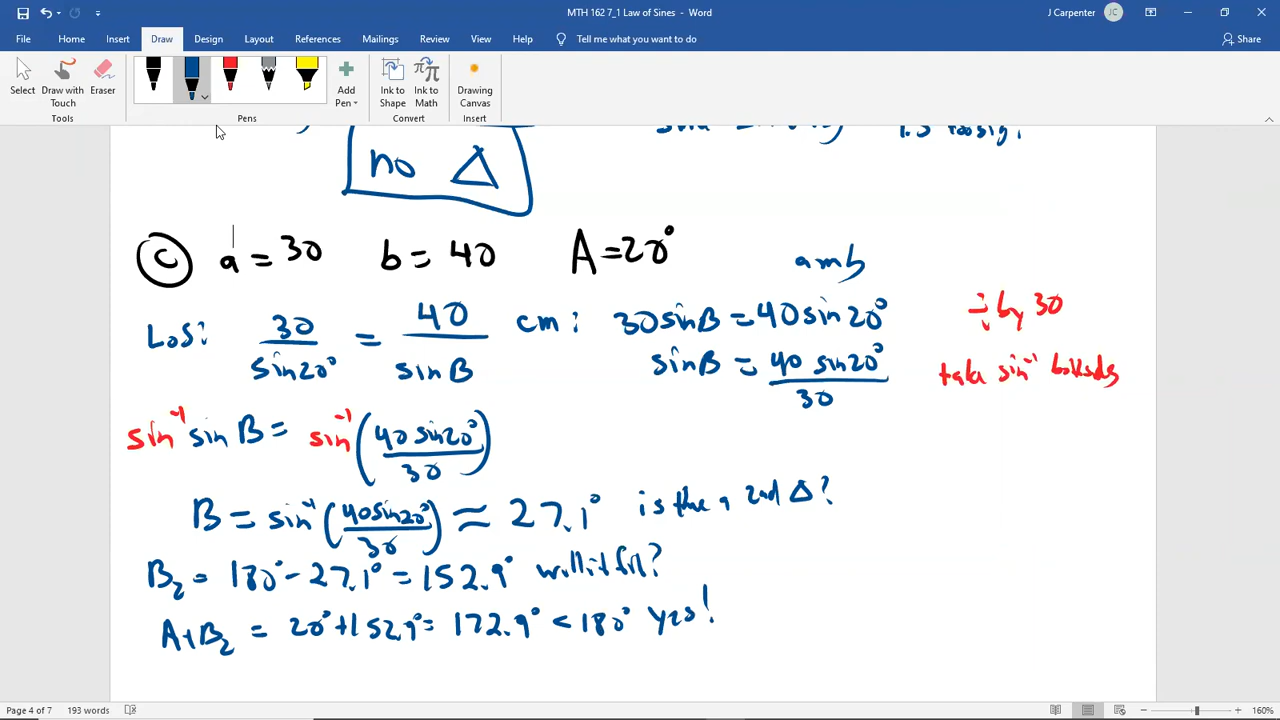 MTH 162 7_1 Law of Sines - Word
J Carpenter JC
File Home Insert Draw Design Layout References Mailings Review View Help Tell me what you want to do Share
Select Draw with Touch Eraser Add Pen Ink to Shape Ink to Math Drawing Canvas
Tools Pens Convert Insert
no Δ
Ⓒ a = 30 b = 40 A = 20° amb
LoS: 30/sin20° = 40/sinB cm: 30sinB = 40sin20° ÷ by 30
sinB = 40 sin20°/30 take sin⁻¹ both sides
sin⁻¹ sin B = sin⁻¹(40 sin20°/30)
B = sin⁻¹(40sin20°/30) ≈ 27.1° is the a 2nd Δ?
B₂ = 180° - 27.1° = 152.9° will it fit?
A+B₂ = 20° + 152.9° = 172.9° < 180° yes!
Page 4 of 7 193 words 160%